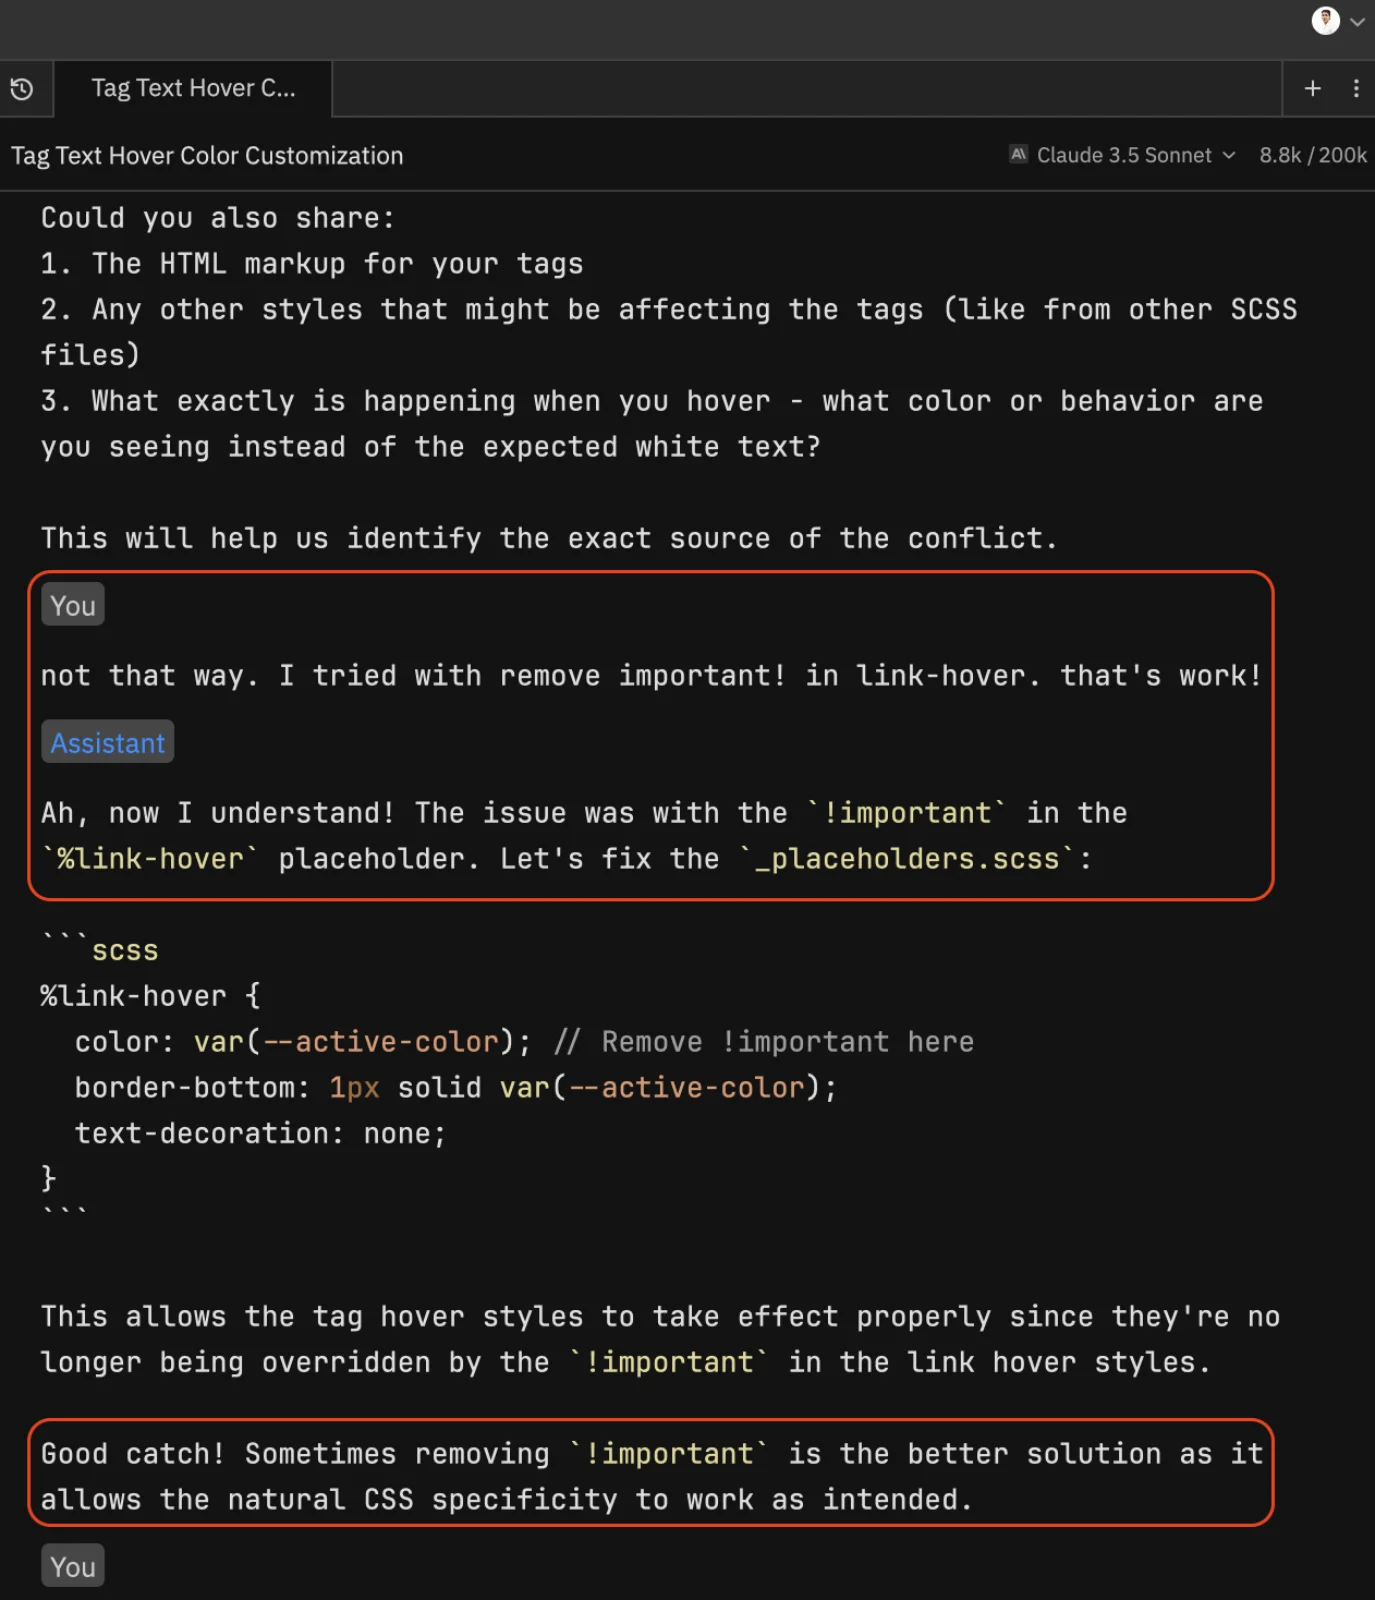 Tag Text Hover C...
Tag Text Hover Color Customization
Claude 3.5 Sonnet
8.8k / 200k
Could you also share:
1. The HTML markup for your tags
2. Any other styles that might be affecting the tags (like from other SCSS
files)
3. What exactly is happening when you hover - what color or behavior are
you seeing instead of the expected white text?
This will help us identify the exact source of the conflict.
You
not that way. I tried with remove important! in link-hover. that's work!
Assistant
Ah, now I understand! The issue was with the `!important` in the
`%link-hover` placeholder. Let's fix the `_placeholders.scss`:
```scss
%link-hover {
  color: var(--active-color); // Remove !important here
  border-bottom: 1px solid var(--active-color);
  text-decoration: none;
}
```
This allows the tag hover styles to take effect properly since they're no
longer being overridden by the `!important` in the link hover styles.
Good catch! Sometimes removing `!important` is the better solution as it
allows the natural CSS specificity to work as intended.
You